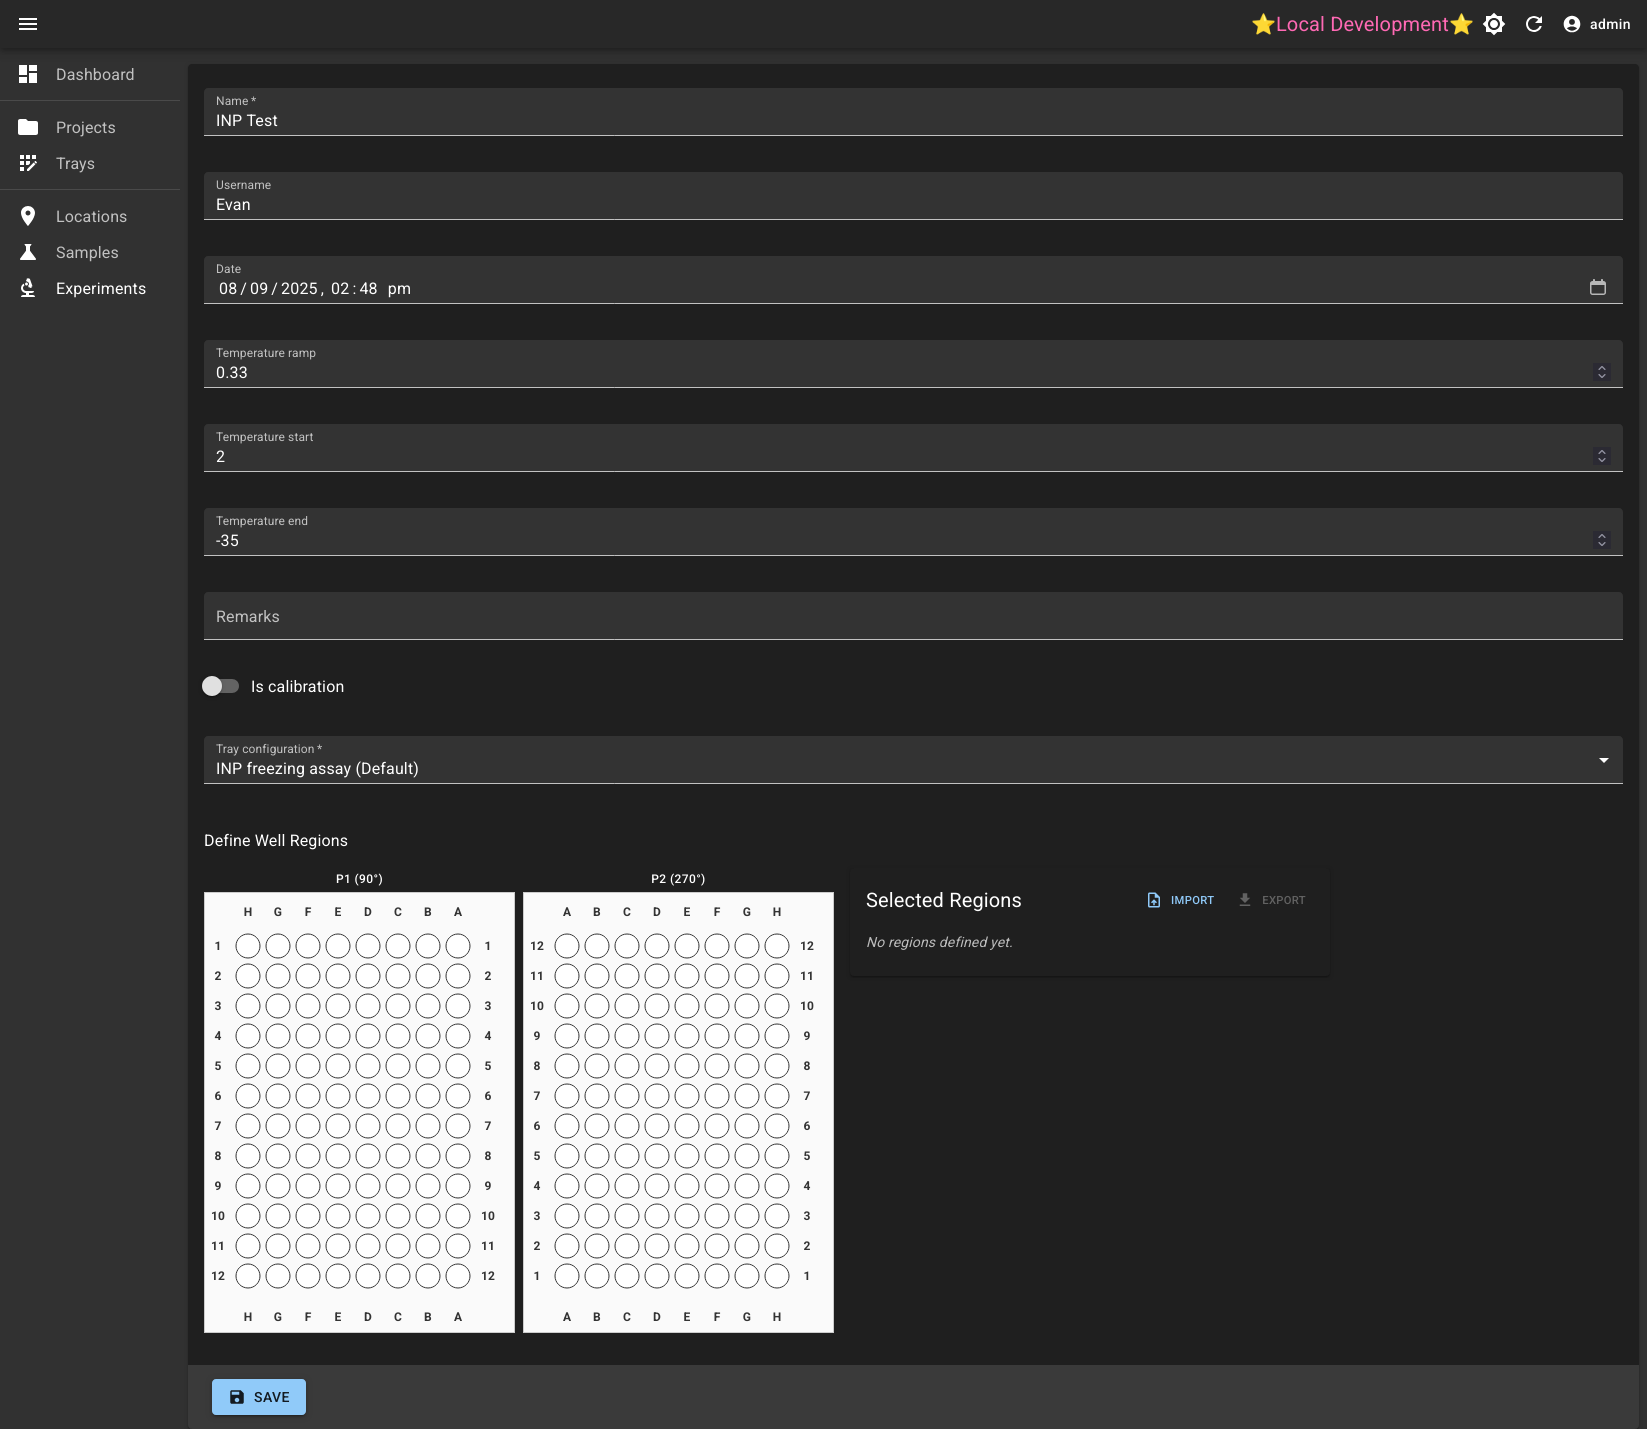 ⭐Local Development⭐ admin
Dashboard
Projects
Trays
Locations
Samples
Experiments
Name *
INP Test
Username
Evan
Date
08/09/2025, 02:48 pm
Temperature ramp
0.33
Temperature start
2
Temperature end
-35
Remarks
Is calibration
Tray configuration *
INP freezing assay (Default)
Define Well Regions
P1 (90°)
H G F E D C B A
1 1
2 2
3 3
4 4
5 5
6 6
7 7
8 8
9 9
10 10
11 11
12 12
H G F E D C B A
P2 (270°)
A B C D E F G H
12 12
11 11
10 10
9 9
8 8
7 7
6 6
5 5
4 4
3 3
2 2
1 1
A B C D E F G H
Selected Regions IMPORT EXPORT
No regions defined yet.
SAVE